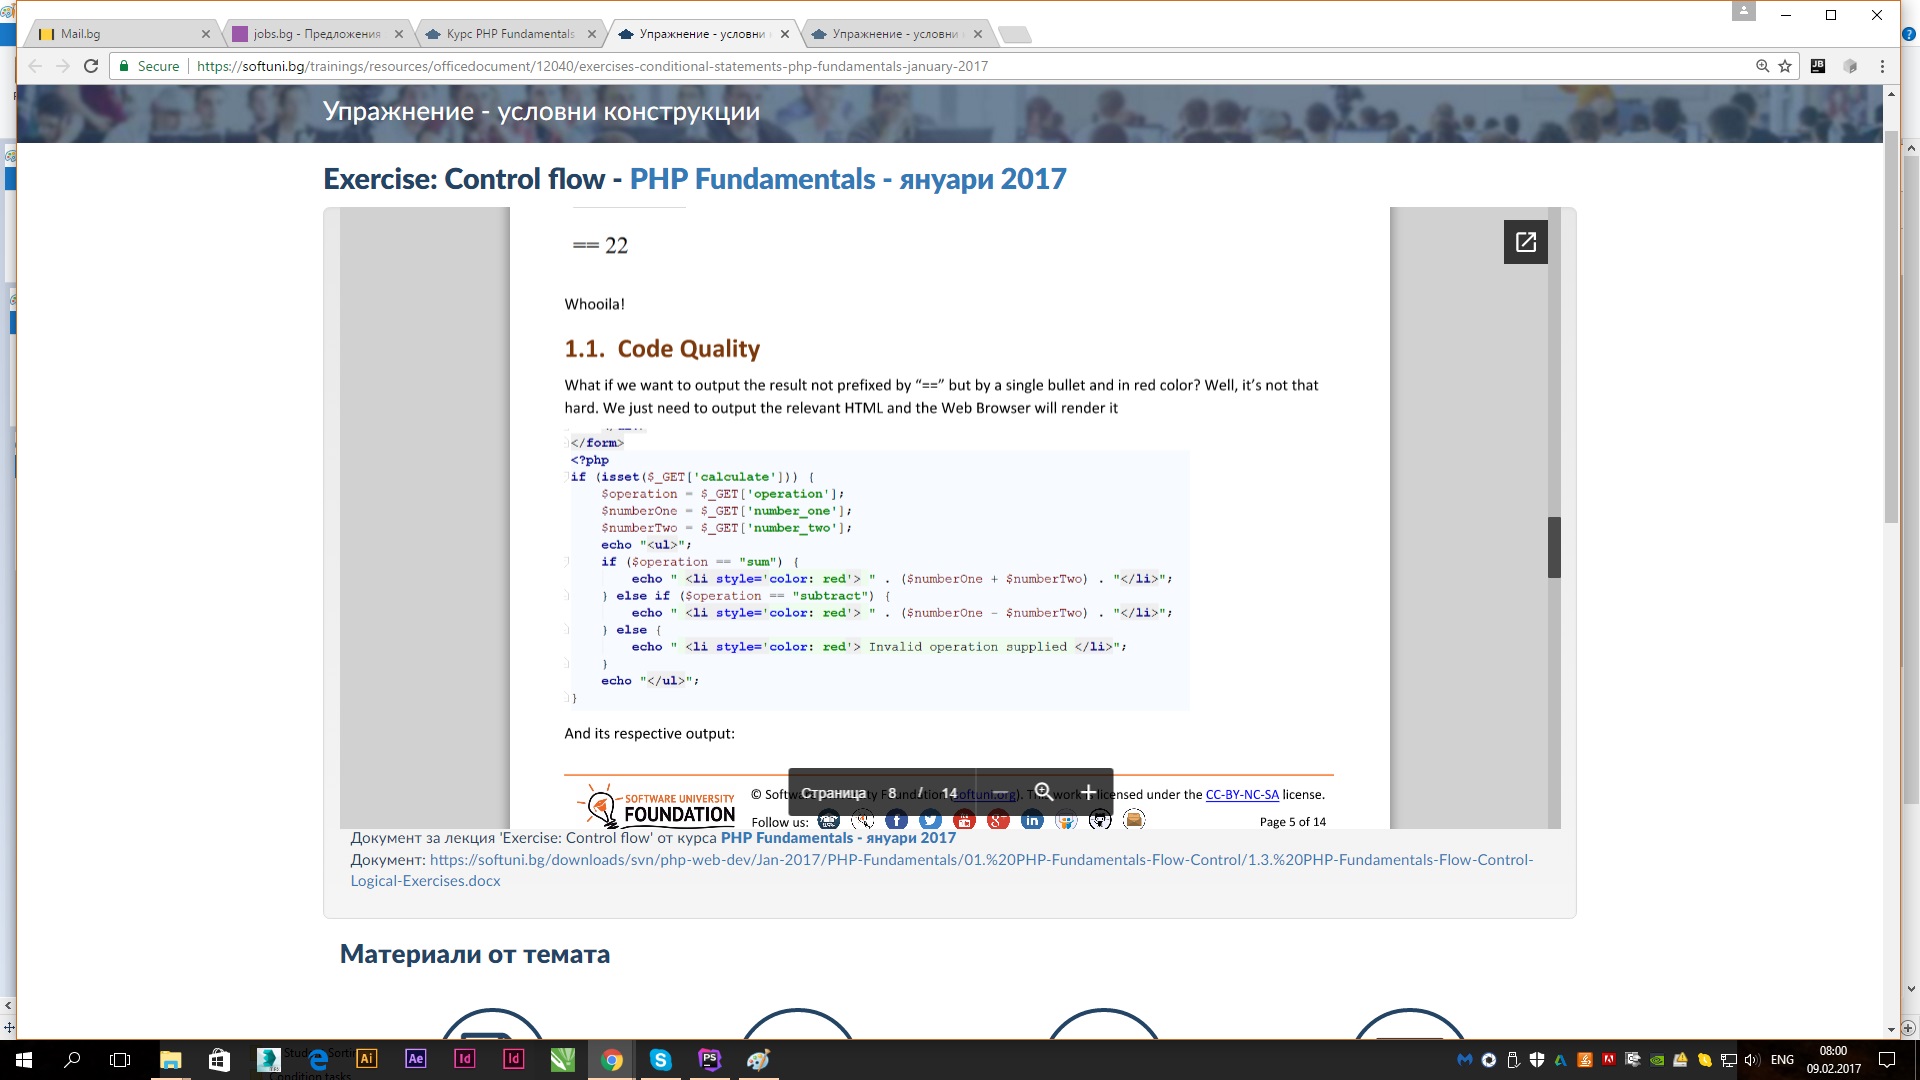 Mail.bg
jobs.bg - Предложения
Курс PHP Fundamentals
Упражнение - условни
Упражнение - условни
Secure
https://softuni.bg/trainings/resources/officedocument/12040/exercises-conditional-statements-php-fundamentals-january-2017
Упражнение - условни конструкции
Exercise: Control flow - PHP Fundamentals - януари 2017
== 22
Whooila!
1.1. Code Quality
What if we want to output the result not prefixed by “==” but by a single bullet and in red color? Well, it’s not that
hard. We just need to output the relevant HTML and the Web Browser will render it
</form>
<?php
if (isset($_GET['calculate'])) {
$operation = $_GET['operation'];
$numberOne = $_GET['number_one'];
$numberTwo = $_GET['number_two'];
echo "<ul>";
if ($operation == "sum") {
echo " <li style='color: red'> " . ($numberOne + $numberTwo) . "</li>";
} else if ($operation == "subtract") {
echo " <li style='color: red'> " . ($numberOne - $numberTwo) . "</li>";
} else {
echo " <li style='color: red'> Invalid operation supplied </li>";
}
echo "</ul>";
}
And its respective output:
SOFTWARE UNIVERSITY
FOUNDATION
Страница 8 / 14
licensed under the CC-BY-NC-SA license.
Follow us:
Page 5 of 14
Документ за лекция 'Exercise: Control flow' от курса PHP Fundamentals - януари 2017
Документ: https://softuni.bg/downloads/svn/php-web-dev/Jan-2017/PHP-Fundamentals/01.%20PHP-Fundamentals-Flow-Control/1.3.%20PHP-Fundamentals-Flow-Control-
Logical-Exercises.docx
Материали от темата
Ai
Ae
Id
Id
PS
ENG
08:00
09.02.2017